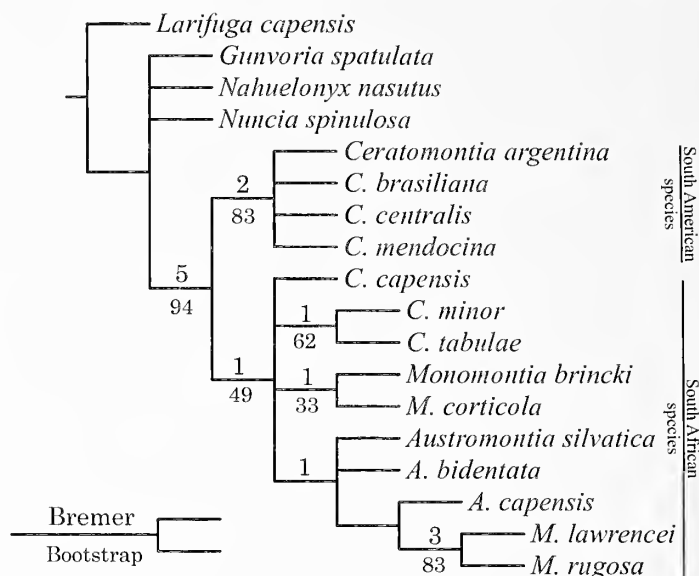 Larifuga capensis
Gunvoria spatulata
Nahuelonyx nasutus
Nuncia spinulosa
Ceratomontia argentina
2
C. brasiliana
83
C. centralis
C. mendocina
South American
species
5
94
C. capensis
1
C. minor
62
C. tabulae
1
49
1
Monomontia brincki
33
M. corticola
Austromontia silvatica
1
A. bidentata
A. capensis
3
M. lawrencei
83
M. rugosa
South African
species
Bremer
Bootstrap